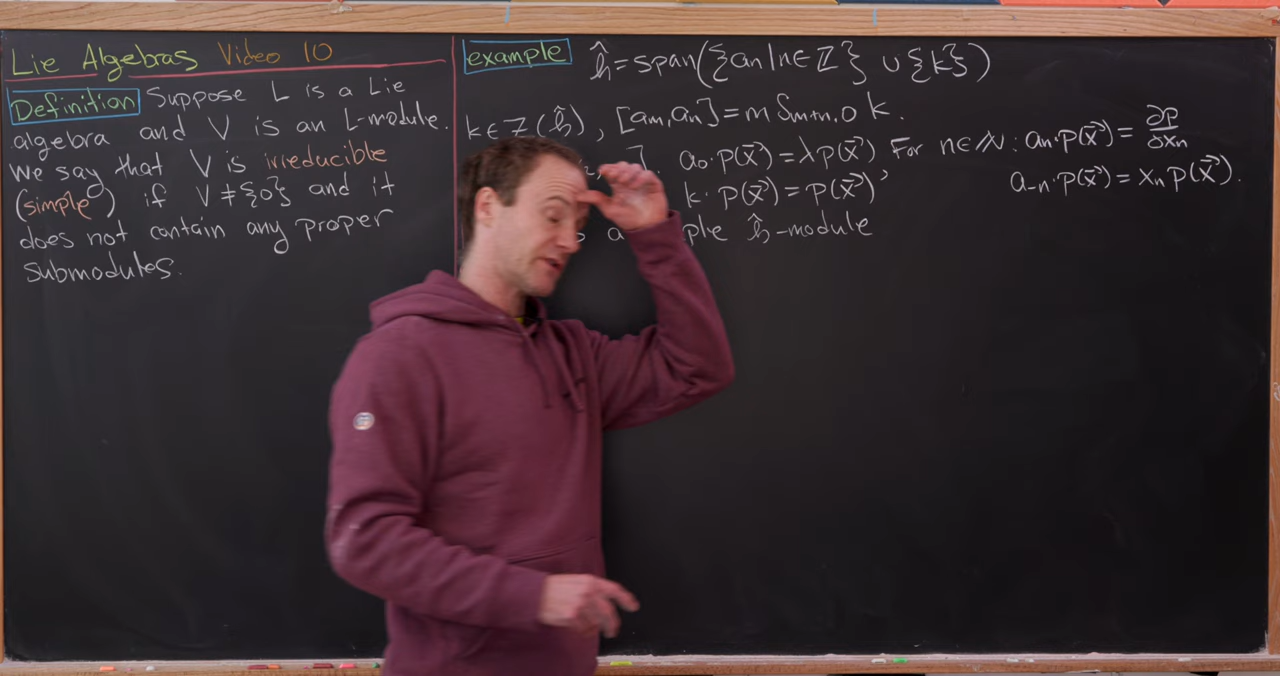 Lie Algebras Video 10
Definition Suppose L is a Lie
algebra and V is an L-module.
We say that V is irreducible
(simple) if V ≠ {0} and it
does not contain any proper
submodules.
example ĥ = span({an | n ∈ ℤ} ∪ {k})
k ∈ Z(ĥ), [am, an] = m δm+n,0 k.
a₀·p(x⃗) = λp(x⃗) For n ∈ ℕ: an·p(x⃗) = ∂p/∂xn
k·p(x⃗) = p(x⃗), a-n·p(x⃗) = xn p(x⃗).
ĥ-module